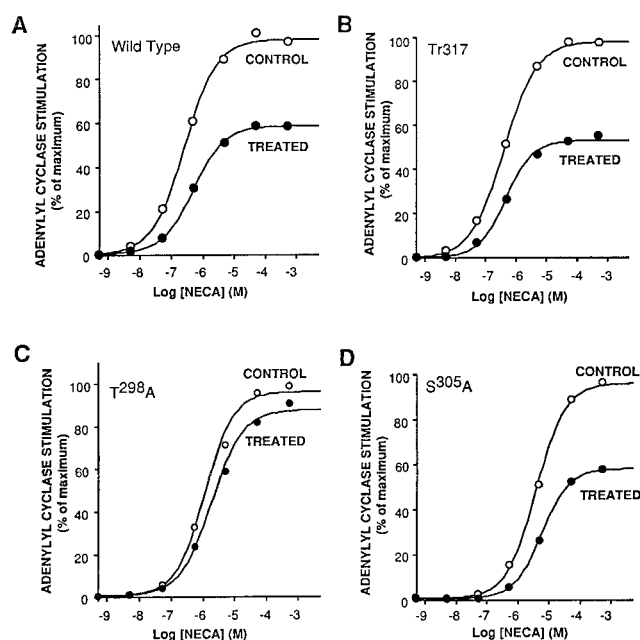 A
Wild Type
ADENYLYL CYCLASE STIMULATION
(% of maximum)
100
80
60
40
20
0
CONTROL
TREATED
-9 -8 -7 -6 -5 -4 -3
Log [NECA] (M)
B
Tr317
ADENYLYL CYCLASE STIMULATION
(% of maximum)
100
80
60
40
20
0
CONTROL
TREATED
-9 -8 -7 -6 -5 -4 -3
Log [NECA] (M)
C
T298A
ADENYLYL CYCLASE STIMULATION
(% of maximum)
100
80
60
40
20
0
CONTROL
TREATED
-9 -8 -7 -6 -5 -4 -3
Log [NECA] (M)
D
S305A
ADENYLYL CYCLASE STIMULATION
(% of maximum)
100
80
60
40
20
0
CONTROL
TREATED
-9 -8 -7 -6 -5 -4 -3
Log [NECA] (M)